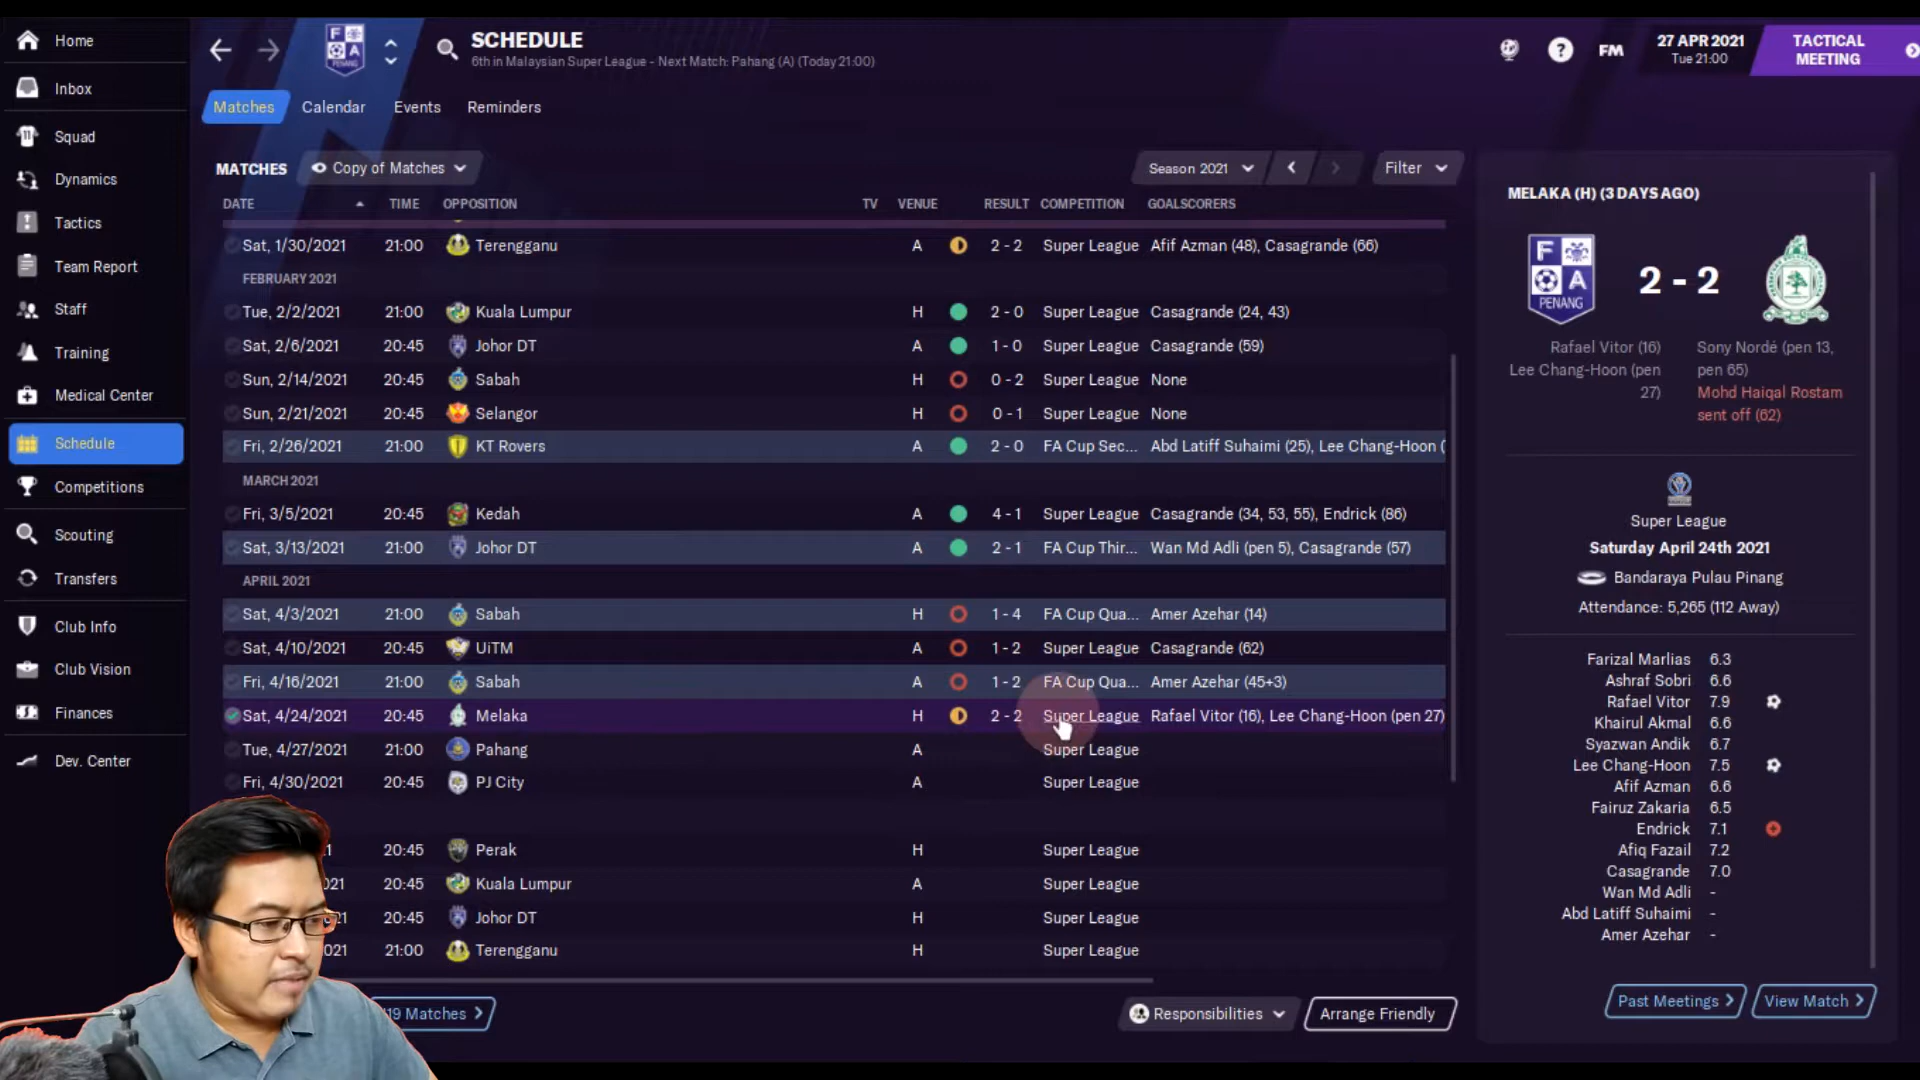 Home
Inbox
Squad
Dynamics
Tactics
Team Report
Staff
Training
Medical Center
Schedule
Competitions
Scouting
Transfers
Club Info
Club Vision
Finances
Dev. Center
F
A
PENANG
SCHEDULE
6th in Malaysian Super League - Next Match: Pahang (A) (Today 21:00)
? FM
27 APR 2021
Tue 21:00
TACTICAL MEETING
Matches Calendar Events Reminders
MATCHES Copy of Matches Season 2021 Filter
DATE TIME OPPOSITION TV VENUE RESULT COMPETITION GOALSCORERS
Sat, 1/30/2021 21:00 Terengganu A 2 - 2 Super League Afif Azman (48), Casagrande (66)
FEBRUARY 2021
Tue, 2/2/2021 21:00 Kuala Lumpur H 2 - 0 Super League Casagrande (24, 43)
Sat, 2/6/2021 20:45 Johor DT A 1 - 0 Super League Casagrande (59)
Sun, 2/14/2021 20:45 Sabah H 0 - 2 Super League None
Sun, 2/21/2021 20:45 Selangor H 0 - 1 Super League None
Fri, 2/26/2021 21:00 KT Rovers A 2 - 0 FA Cup Sec... Abd Latiff Suhaimi (25), Lee Chang-Hoon (
MARCH 2021
Fri, 3/5/2021 20:45 Kedah A 4 - 1 Super League Casagrande (34, 53, 55), Endrick (86)
Sat, 3/13/2021 21:00 Johor DT A 2 - 1 FA Cup Thir... Wan Md Adli (pen 5), Casagrande (57)
APRIL 2021
Sat, 4/3/2021 21:00 Sabah H 1 - 4 FA Cup Qua... Amer Azehar (14)
Sat, 4/10/2021 20:45 UiTM A 1 - 2 Super League Casagrande (62)
Fri, 4/16/2021 21:00 Sabah A 1 - 2 FA Cup Qua... Amer Azehar (45+3)
Sat, 4/24/2021 20:45 Melaka H 2 - 2 Super League Rafael Vitor (16), Lee Chang-Hoon (pen 27)
Tue, 4/27/2021 21:00 Pahang A Super League
Fri, 4/30/2021 20:45 PJ City A Super League
1 20:45 Perak H Super League
021 20:45 Kuala Lumpur A Super League
21 20:45 Johor DT H Super League
021 21:00 Terengganu H Super League
19 Matches
Responsibilities
Arrange Friendly
MELAKA (H) (3 DAYS AGO)
F
A
PENANG
2 - 2
Rafael Vitor (16)
Lee Chang-Hoon (pen
27)
Sony Nordé (pen 13,
pen 65)
Mohd Haiqal Rostam
sent off (62)
Super League
Saturday April 24th 2021
Bandaraya Pulau Pinang
Attendance: 5,265 (112 Away)
Farizal Marlias 6.3
Ashraf Sobri 6.6
Rafael Vitor 7.9
Khairul Akmal 6.6
Syazwan Andik 6.7
Lee Chang-Hoon 7.5
Afif Azman 6.6
Fairuz Zakaria 6.5
Endrick 7.1
Afiq Fazail 7.2
Casagrande 7.0
Wan Md Adli -
Abd Latiff Suhaimi -
Amer Azehar -
Past Meetings
View Match